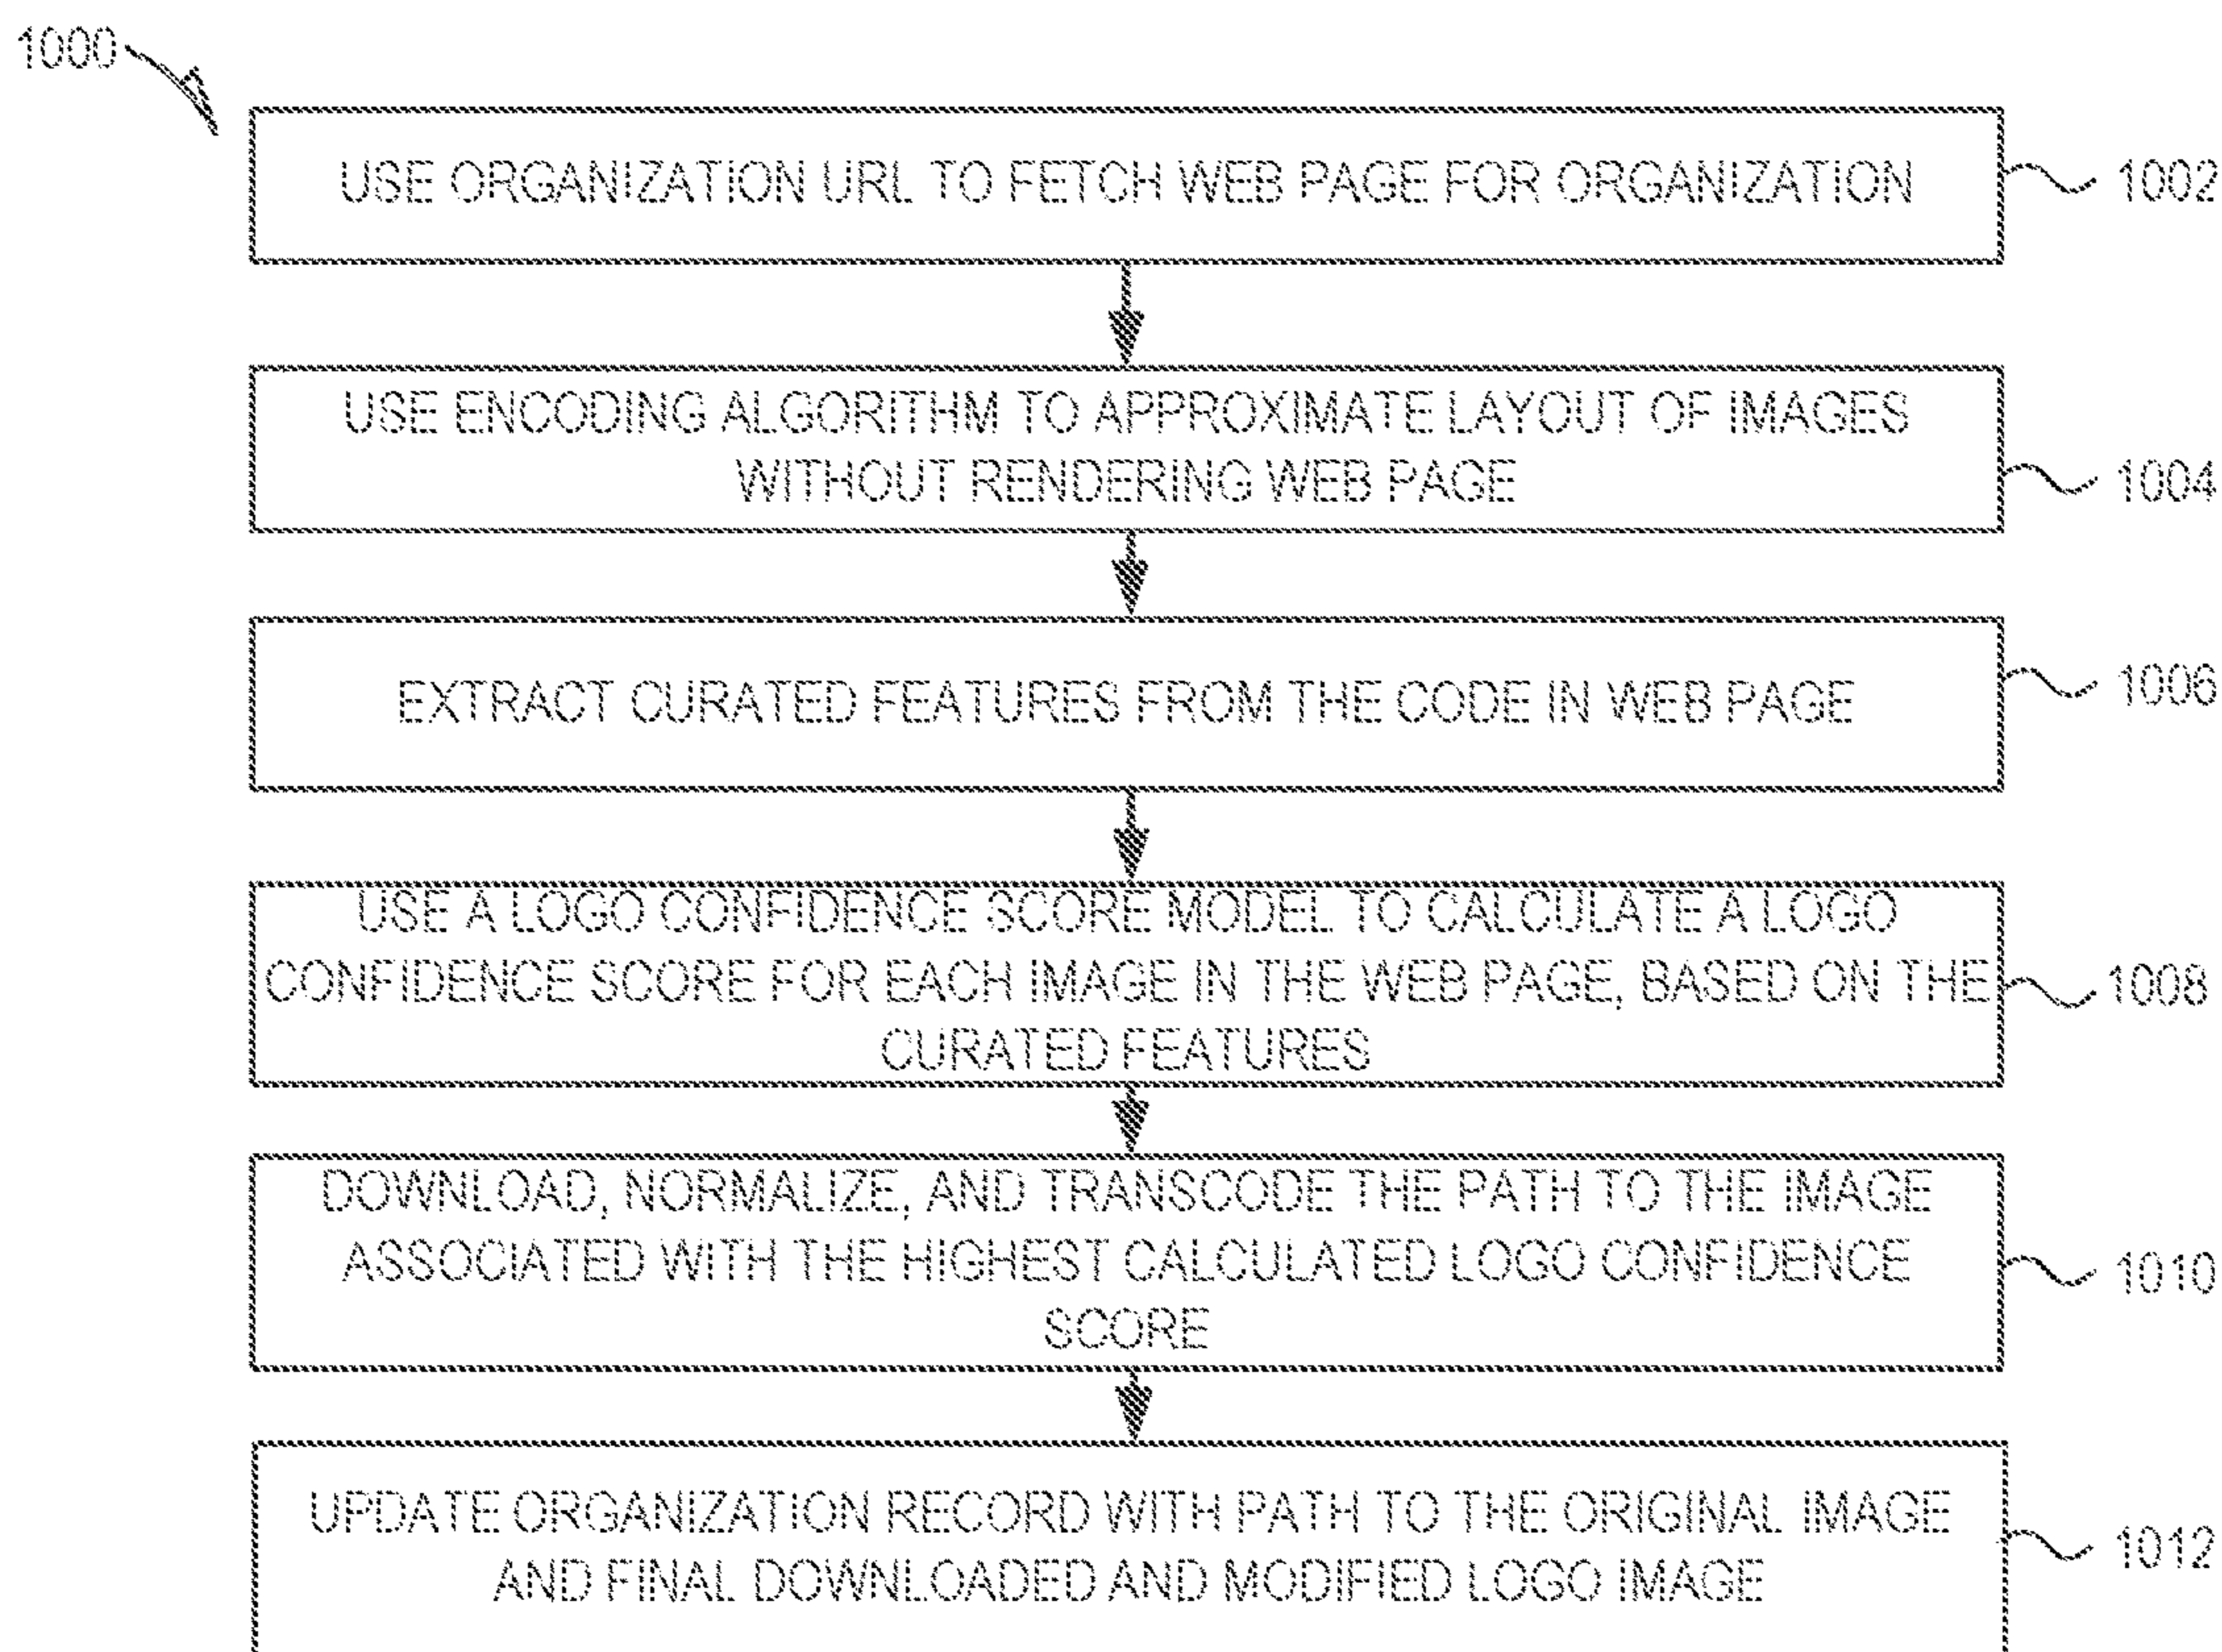 1000
USE ORGANIZATION URL TO FETCH WEB PAGE FOR ORGANIZATION
1002
USE ENCODING ALGORITHM TO APPROXIMATE LAYOUT OF IMAGES
WITHOUT RENDERING WEB PAGE
1004
EXTRACT CURATED FEATURES FROM THE CODE IN WEB PAGE
1006
USE A LOGO CONFIDENCE SCORE MODEL TO CALCULATE A LOGO
CONFIDENCE SCORE FOR EACH IMAGE IN THE WEB PAGE, BASED ON THE
CURATED FEATURES
1008
DOWNLOAD, NORMALIZE, AND TRANSCODE THE PATH TO THE IMAGE
ASSOCIATED WITH THE HIGHEST CALCULATED LOGO CONFIDENCE
SCORE
1010
UPDATE ORGANIZATION RECORD WITH PATH TO THE ORIGINAL IMAGE
AND FINAL DOWNLOADED AND MODIFIED LOGO IMAGE
1012